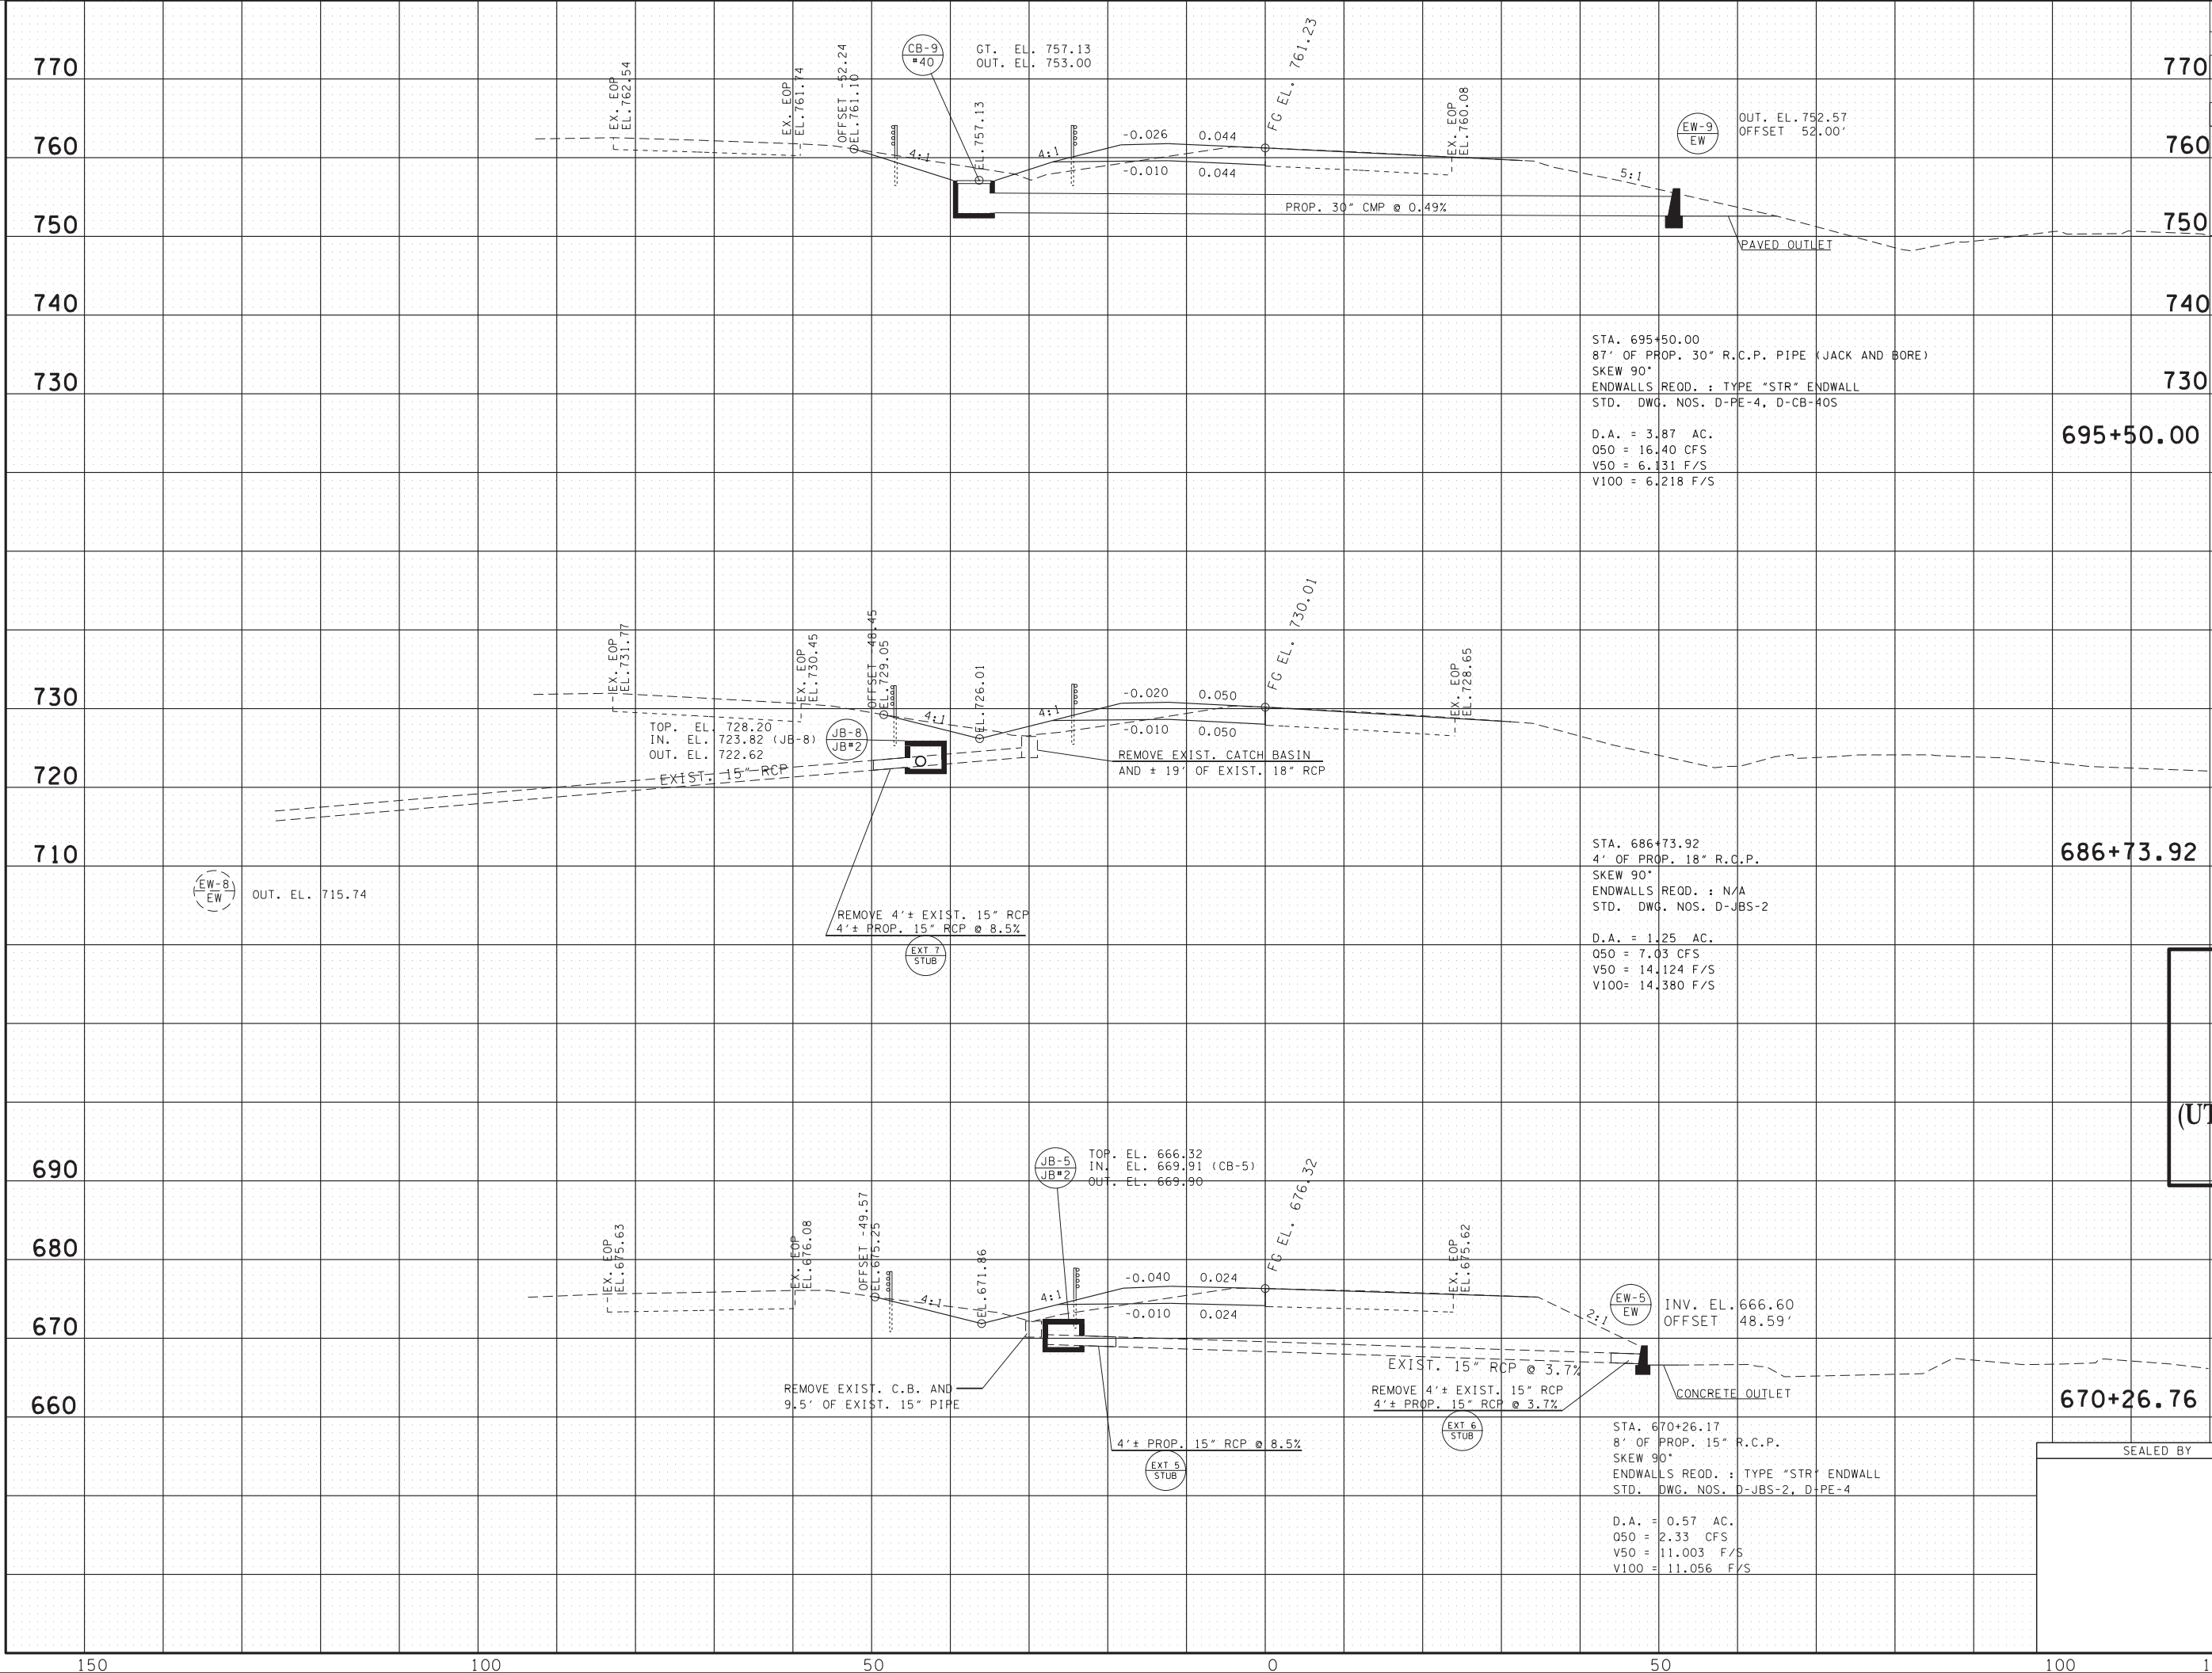 770
760
750
740
730
EX. EOP
EL.762.54
EX. EOP
EL.761.74
OFFSET -52.24
EL.761.10
CB-9
#40
GT. EL. 757.13
OUT. EL. 753.00
EL.757.13
4:1
4:1
-0.026 0.044
-0.010 0.044
FG EL. 761.23
EX. EOP
EL.760.08
5:1
EW-9
EW
OUT. EL.752.57
OFFSET 52.00'
PROP. 30" CMP @ 0.49%
PAVED OUTLET
770
760
750
740
730
STA. 695+50.00
87' OF PROP. 30" R.C.P. PIPE (JACK AND BORE)
SKEW 90°
ENDWALLS REQD. : TYPE "STR" ENDWALL
STD. DWG. NOS. D-PE-4, D-CB-40S
D.A. = 3.87 AC.
Q50 = 16.40 CFS
V50 = 6.131 F/S
V100 = 6.218 F/S
695+50.00
730
720
710
EX. EOP
EL.731.77
EX. EOP
EL.730.45
OFFSET -48.45
EL.729.05
EL.726.01
4:1
4:1
-0.020 0.050
-0.010 0.050
FG EL. 730.01
EX. EOP
EL.728.65
TOP. EL. 728.20
IN. EL. 723.82 (JB-8)
OUT. EL. 722.62
JB-8
JB#2
EXIST. 15" RCP
REMOVE EXIST. CATCH BASIN
AND ± 19' OF EXIST. 18" RCP
EW-8
EW
OUT. EL. 715.74
REMOVE 4'± EXIST. 15" RCP
4'± PROP. 15" RCP @ 8.5%
EXT 7
STUB
STA. 686+73.92
4' OF PROP. 18" R.C.P.
SKEW 90°
ENDWALLS REQD. : N/A
STD. DWG. NOS. D-JBS-2
D.A. = 1.25 AC.
Q50 = 7.03 CFS
V50 = 14.124 F/S
V100= 14.380 F/S
686+73.92
(UT
690
680
670
660
JB-5
JB#2
TOP. EL. 666.32
IN. EL. 669.91 (CB-5)
OUT. EL. 669.90
EX. EOP
EL.675.63
EX. EOP
EL.676.08
OFFSET -49.57
EL.675.25
EL.671.86
4:1
4:1
-0.040 0.024
-0.010 0.024
FG EL. 676.32
EX. EOP
EL.675.62
2:1
EW-5
EW
INV. EL.666.60
OFFSET 48.59'
EXIST. 15" RCP @ 3.7%
REMOVE EXIST. C.B. AND
9.5' OF EXIST. 15" PIPE
REMOVE 4'± EXIST. 15" RCP
4'± PROP. 15" RCP @ 3.7%
EXT 6
STUB
CONCRETE OUTLET
4'± PROP. 15" RCP @ 8.5%
EXT 5
STUB
670+26.76
STA. 670+26.17
8' OF PROP. 15" R.C.P.
SKEW 90°
ENDWALLS REQD. : TYPE "STR" ENDWALL
STD. DWG. NOS. D-JBS-2, D-PE-4
D.A. = 0.57 AC.
Q50 = 2.33 CFS
V50 = 11.003 F/S
V100 = 11.056 F/S
SEALED BY
150 100 50 0 50 100 1